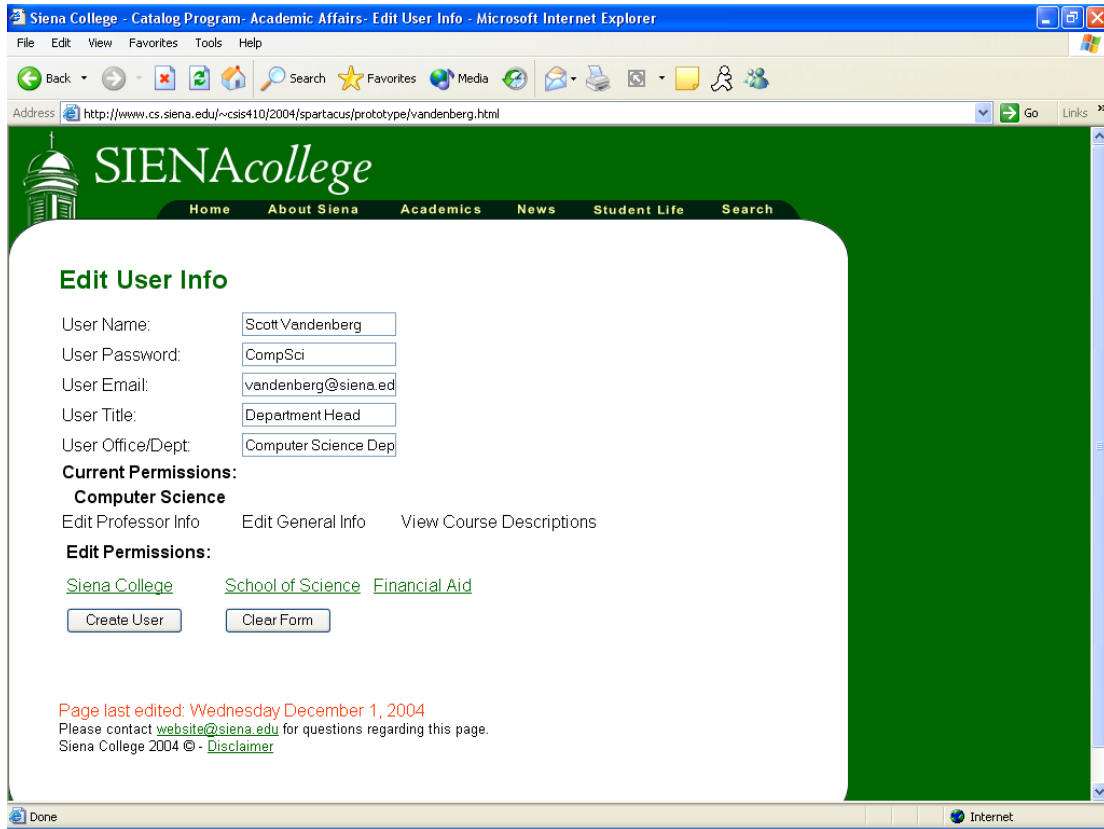 Siena College - Catalog Program- Academic Affairs- Edit User Info - Microsoft Internet Explorer
File Edit View Favorites Tools Help
Back Search Favorites Media
Address http://www.cs.siena.edu/~csis410/2004/spartacus/prototype/vandenberg.html Go Links »
SIENAcollege
Home About Siena Academics News Student Life Search
Edit User Info
User Name: Scott Vandenberg
User Password: CompSci
User Email: vandenberg@siena.ed
User Title: Department Head
User Office/Dept: Computer Science Dep
Current Permissions:
Computer Science
Edit Professor Info Edit General Info View Course Descriptions
Edit Permissions:
Siena College School of Science Financial Aid
Create User Clear Form
Page last edited: Wednesday December 1, 2004
Please contact website@siena.edu for questions regarding this page.
Siena College 2004 © - Disclaimer
Done Internet